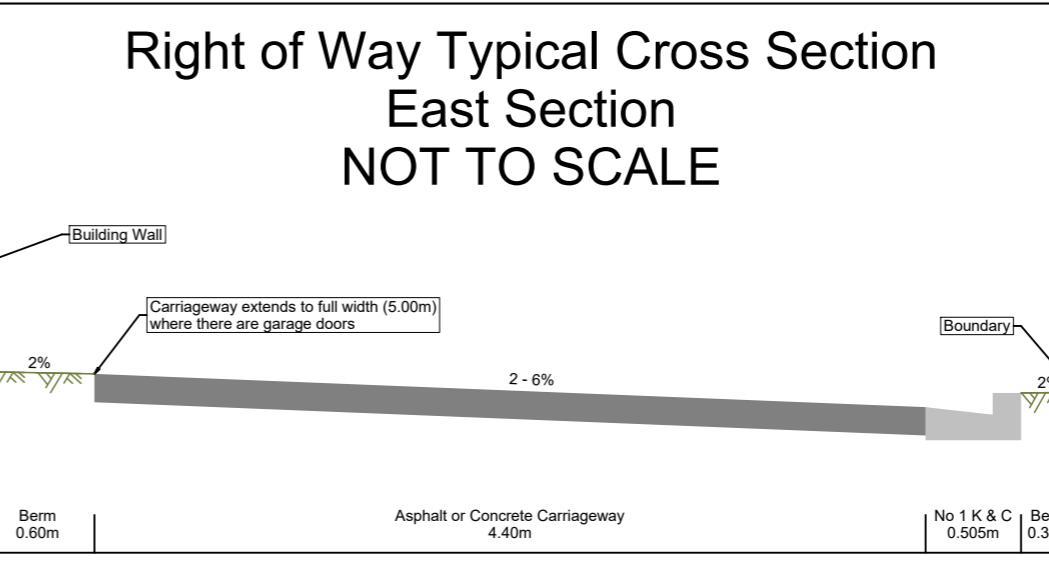 Right of Way Typical Cross Section
East Section
NOT TO SCALE
Building Wall
Carriageway extends to full width (5.00m)
where there are garage doors
Boundary
2%
2 - 6%
Berm
0.60m
Asphalt or Concrete Carriageway
4.40m
No 1 K & C
0.505m